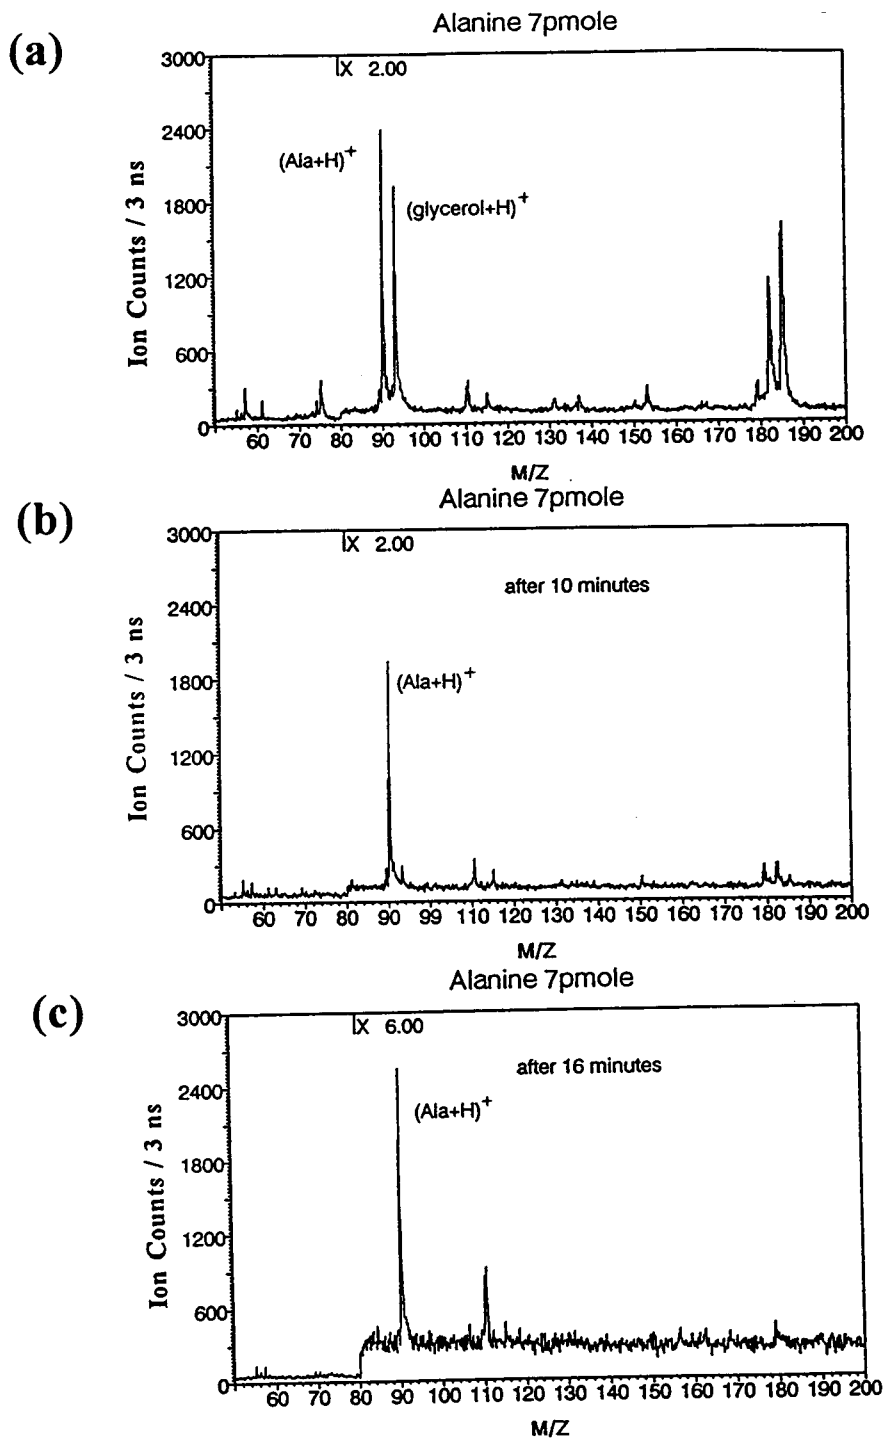 Alanine 7pmole
(a)
3000
X 2.00
2400
(Ala+H)+
1800
(glycerol+H)+
1200
600
0
Ion Counts / 3 ns
60 70 80 90 100 110 120 130 140 150 160 170 180 190 200
M/Z
Alanine 7pmole
(b)
3000
X 2.00
after 10 minutes
2400
1800
(Ala+H)+
1200
600
0
Ion Counts / 3 ns
60 70 80 90 99 110 120 130 140 150 160 170 180 190 200
M/Z
Alanine 7pmole
(c)
3000
X 6.00
after 16 minutes
2400
(Ala+H)+
1800
1200
600
0
Ion Counts / 3 ns
60 70 80 90 100 110 120 130 140 150 160 170 180 190 200
M/Z